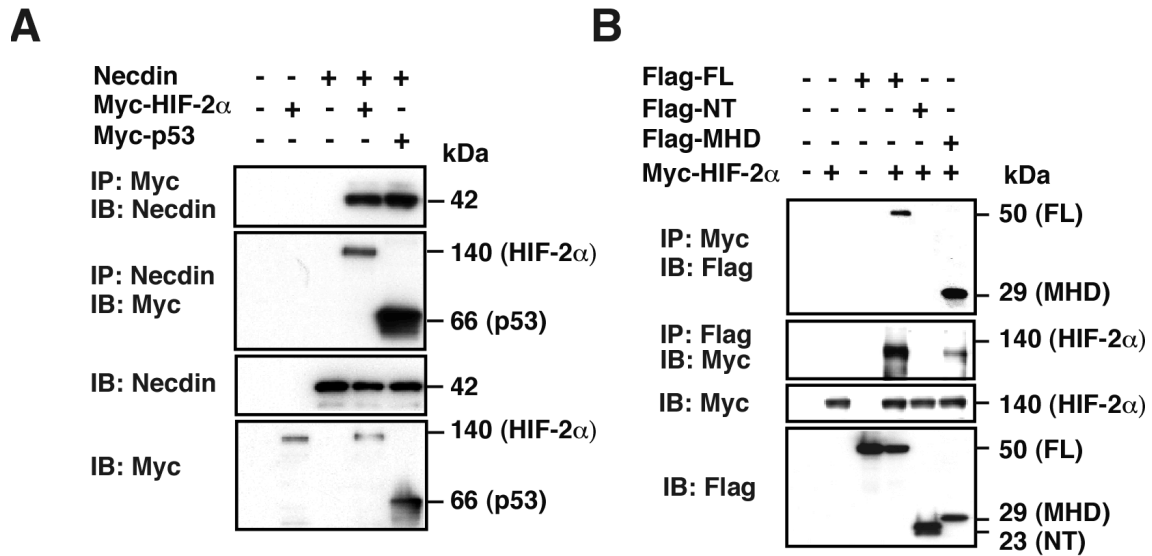 A
Necdin - - + + +
Myc-HIF-2α - + - + -
Myc-p53 - - - - +
kDa
IP: Myc
IB: Necdin
42
IP: Necdin
IB: Myc
140 (HIF-2α)
66 (p53)
IB: Necdin
42
IB: Myc
140 (HIF-2α)
66 (p53)
B
Flag-FL - - + + - -
Flag-NT - - - - + -
Flag-MHD - - - - - +
Myc-HIF-2α - + - + + +
kDa
IP: Myc
IB: Flag
50 (FL)
29 (MHD)
IP: Flag
IB: Myc
140 (HIF-2α)
IB: Myc
140 (HIF-2α)
IB: Flag
50 (FL)
29 (MHD)
23 (NT)